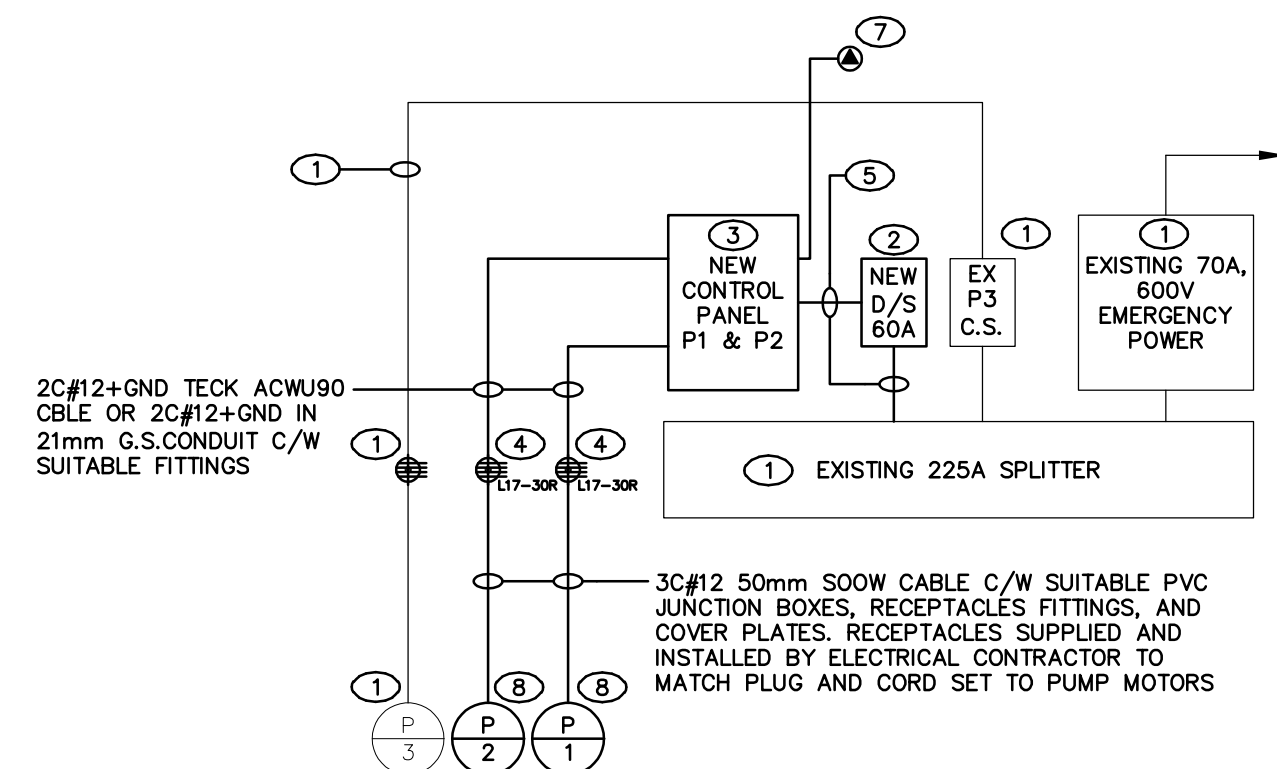 7
1
5
3
NEW
CONTROL
PANEL
P1 & P2
2
NEW
D/S
60A
1
EX
P3
C.S.
1
EXISTING 70A,
600V
EMERGENCY
POWER
2C#12+GND TECK ACWU90
CBLE OR 2C#12+GND IN
21mm G.S.CONDUIT C/W
SUITABLE FITTINGS
1
4
L17-30R
4
L17-30R
1 EXISTING 225A SPLITTER
3C#12 50mm SOOW CABLE C/W SUITABLE PVC
JUNCTION BOXES, RECEPTACLES FITTINGS, AND
COVER PLATES. RECEPTACLES SUPPLIED AND
INSTALLED BY ELECTRICAL CONTRACTOR TO
MATCH PLUG AND CORD SET TO PUMP MOTORS
1
P
3
8
P
2
8
P
1